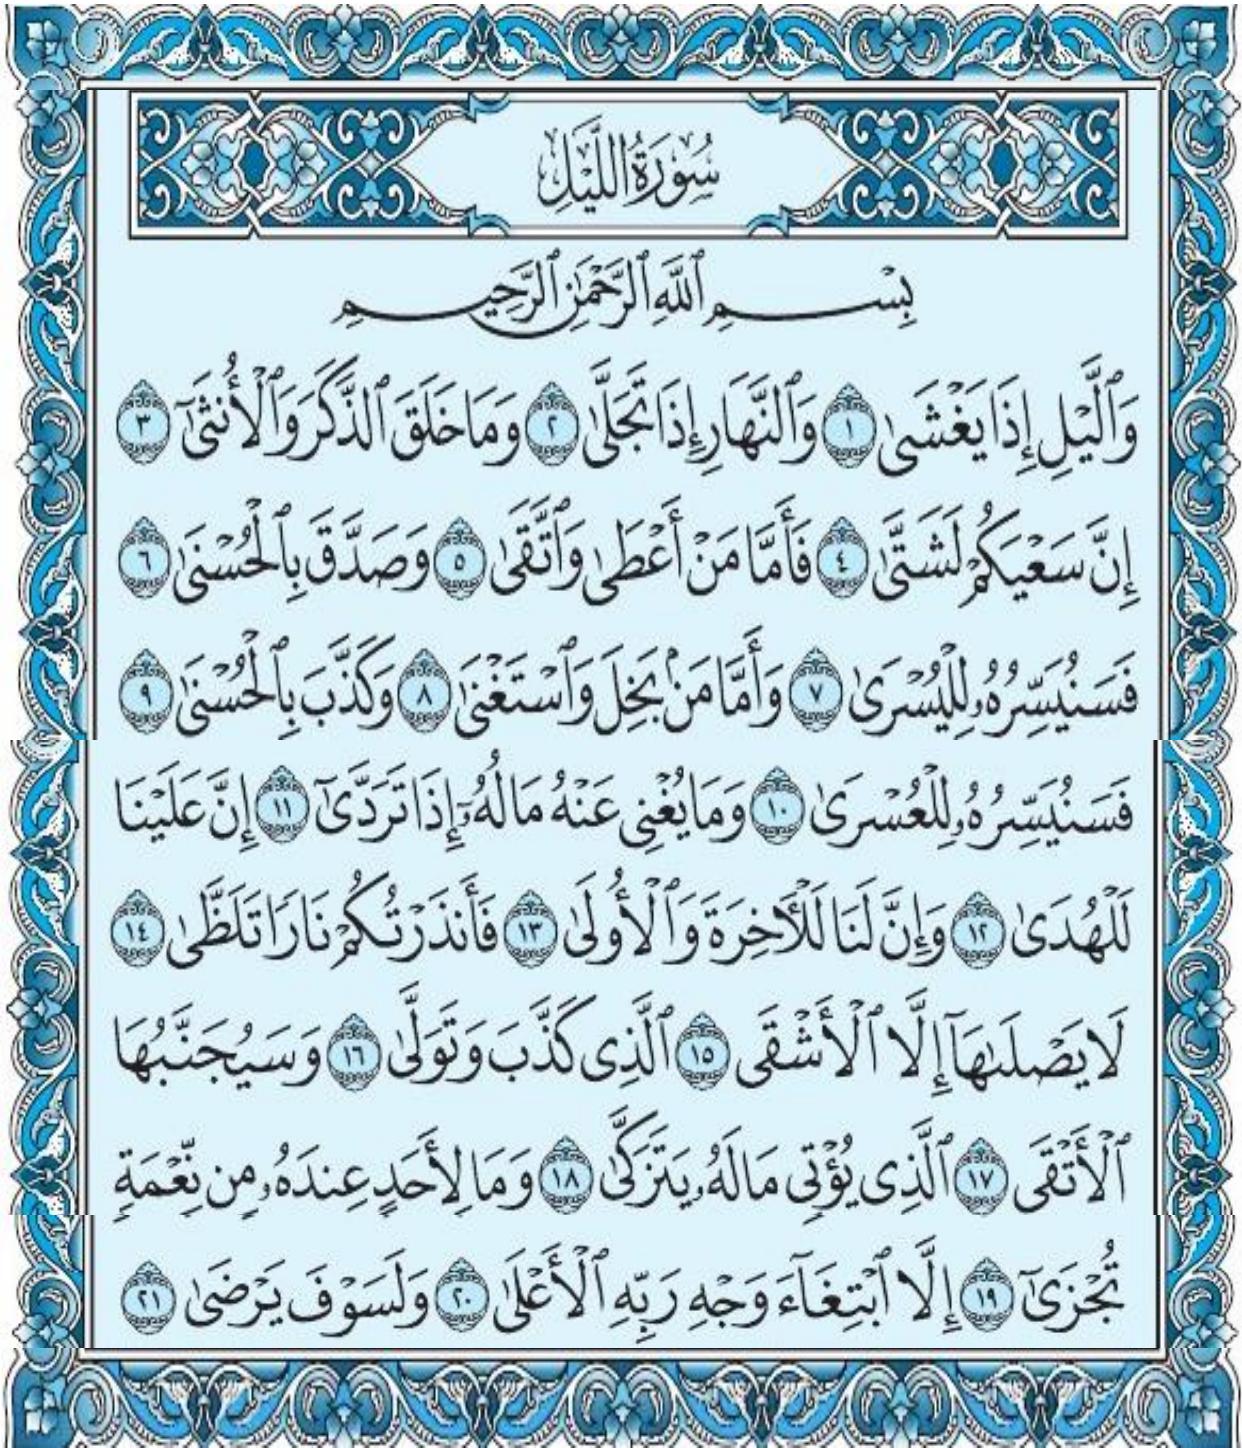 سُورَةُ اللَّيْلِ
بِسْمِ ٱللَّهِ ٱلرَّحْمَٰنِ ٱلرَّحِيمِ
وَٱلَّيْلِ إِذَا يَغْشَىٰ ١ وَٱلنَّهَارِ إِذَا تَجَلَّىٰ ٢ وَمَا خَلَقَ ٱلذَّكَرَ وَٱلْأُنثَىٰٓ ٣
إِنَّ سَعْيَكُمْ لَشَتَّىٰ ٤ فَأَمَّا مَنْ أَعْطَىٰ وَٱتَّقَىٰ ٥ وَصَدَّقَ بِٱلْحُسْنَىٰ ٦
فَسَنُيَسِّرُهُۥ لِلْيُسْرَىٰ ٧ وَأَمَّا مَنۢ بَخِلَ وَٱسْتَغْنَىٰ ٨ وَكَذَّبَ بِٱلْحُسْنَىٰ ٩
فَسَنُيَسِّرُهُۥ لِلْعُسْرَىٰ ١٠ وَمَا يُغْنِى عَنْهُ مَالُهُۥٓ إِذَا تَرَدَّىٰٓ ١١ إِنَّ عَلَيْنَا
لَلْهُدَىٰ ١٢ وَإِنَّ لَنَا لَلْـَٔاخِرَةَ وَٱلْأُولَىٰ ١٣ فَأَنذَرْتُكُمْ نَارًا تَلَظَّىٰ ١٤
لَا يَصْلَىٰهَآ إِلَّا ٱلْأَشْقَى ١٥ ٱلَّذِى كَذَّبَ وَتَوَلَّىٰ ١٦ وَسَيُجَنَّبُهَا
ٱلْأَتْقَى ١٧ ٱلَّذِى يُؤْتِى مَالَهُۥ يَتَزَكَّىٰ ١٨ وَمَا لِأَحَدٍ عِندَهُۥ مِن نِّعْمَةٍ
تُجْزَىٰٓ ١٩ إِلَّا ٱبْتِغَآءَ وَجْهِ رَبِّهِ ٱلْأَعْلَىٰ ٢٠ وَلَسَوْفَ يَرْضَىٰ ٢١